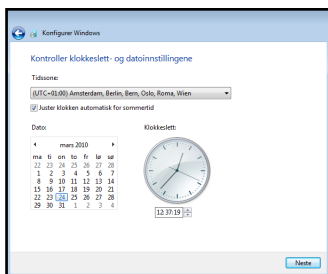 Konfigurer Windows
Kontroller klokkeslett- og datoinnstillingene
Tidssone:
(UTC+01:00) Amsterdam, Berlin, Bern, Oslo, Roma, Wien
Juster klokken automatisk for sommertid
Dato:
Klokkeslett:
mars 2010
ma ti on to fr lø sø
22 23 24 25 26 27 28
1 2 3 4 5 6 7
8 9 10 11 12 13 14
15 16 17 18 19 20 21
22 23 24 25 26 27 28
29 30 31 1 2 3 4
12:37:19
Neste